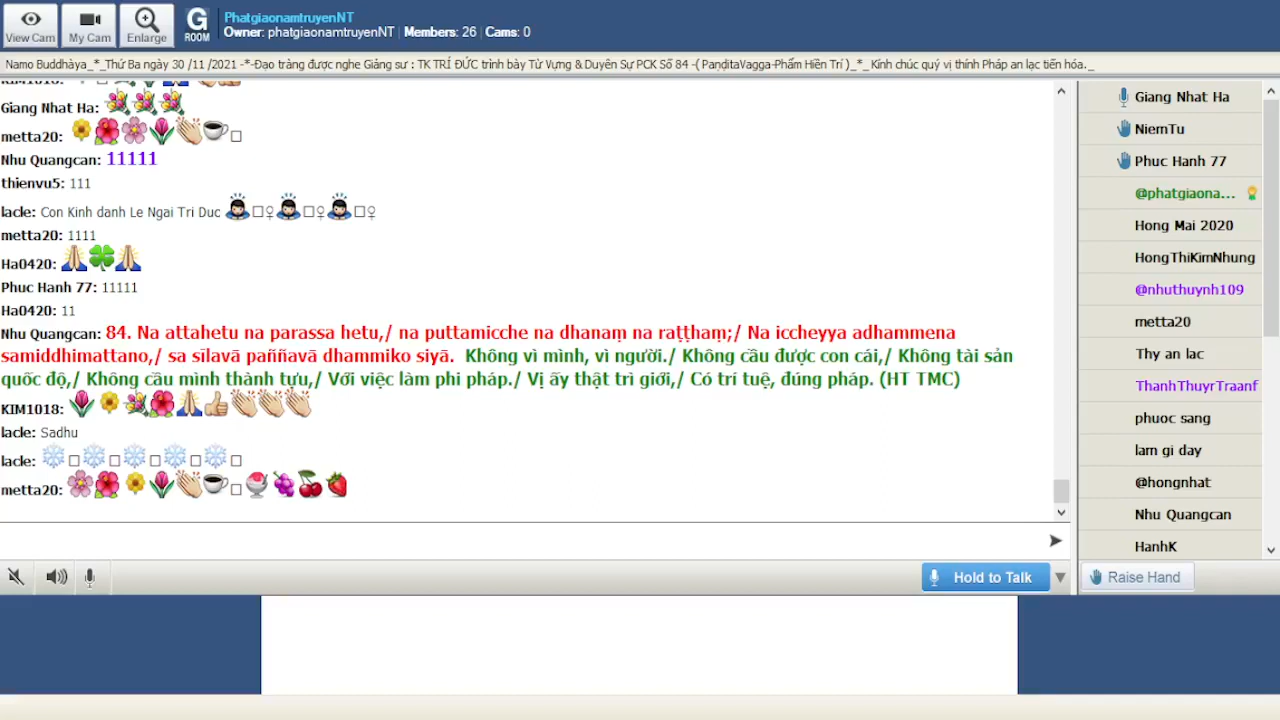 View Cam
My Cam
Enlarge
G
ROOM
PhatgiaonamtruyenNT
Owner: phatgiaonamtruyenNT | Members: 26 | Cams: 0
Namo Buddhàya_*_Thứ Ba ngày 30 /11 /2021 -*-Đạo tràng được nghe Giảng sư : TK TRÍ ĐỨC trình bày Từ Vựng & Duyên Sự PCK Số 84 -( PaṇḍitaVagga-Phẩm Hiền Trí )_*_ Kính chúc quý vị thính Pháp an lạc tiến hóa._
KIM1018:
Giang Nhat Ha:
metta20:
Nhu Quangcan: 11111
thienvu5: 111
lacle: Con Kinh danh Le Ngai Tri Duc
metta20: 1111
Ha0420:
Phuc Hanh 77: 11111
Ha0420: 11
Nhu Quangcan: 84. Na attahetu na parassa hetu,/ na puttamicche na dhanaṃ na raṭṭhaṃ;/ Na iccheyya adhammena
samiddhimattano,/ sa sīlavā paññavā dhammiko siyā. Không vì mình, vì người./ Không cầu được con cái,/ Không tài sản
quốc độ,/ Không cầu mình thành tựu,/ Với việc làm phi pháp./ Vị ấy thật trì giới,/ Có trí tuệ, đúng pháp. (HT TMC)
KIM1018:
lacle: Sadhu
lacle:
metta20:
Hold to Talk
Giang Nhat Ha
NiemTu
Phuc Hanh 77
@phatgiaona...
Hong Mai 2020
HongThiKimNhung
@nhuthuynh109
metta20
Thy an lac
ThanhThuyrTraanf
phuoc sang
lam gi day
@hongnhat
Nhu Quangcan
HanhK
Raise Hand